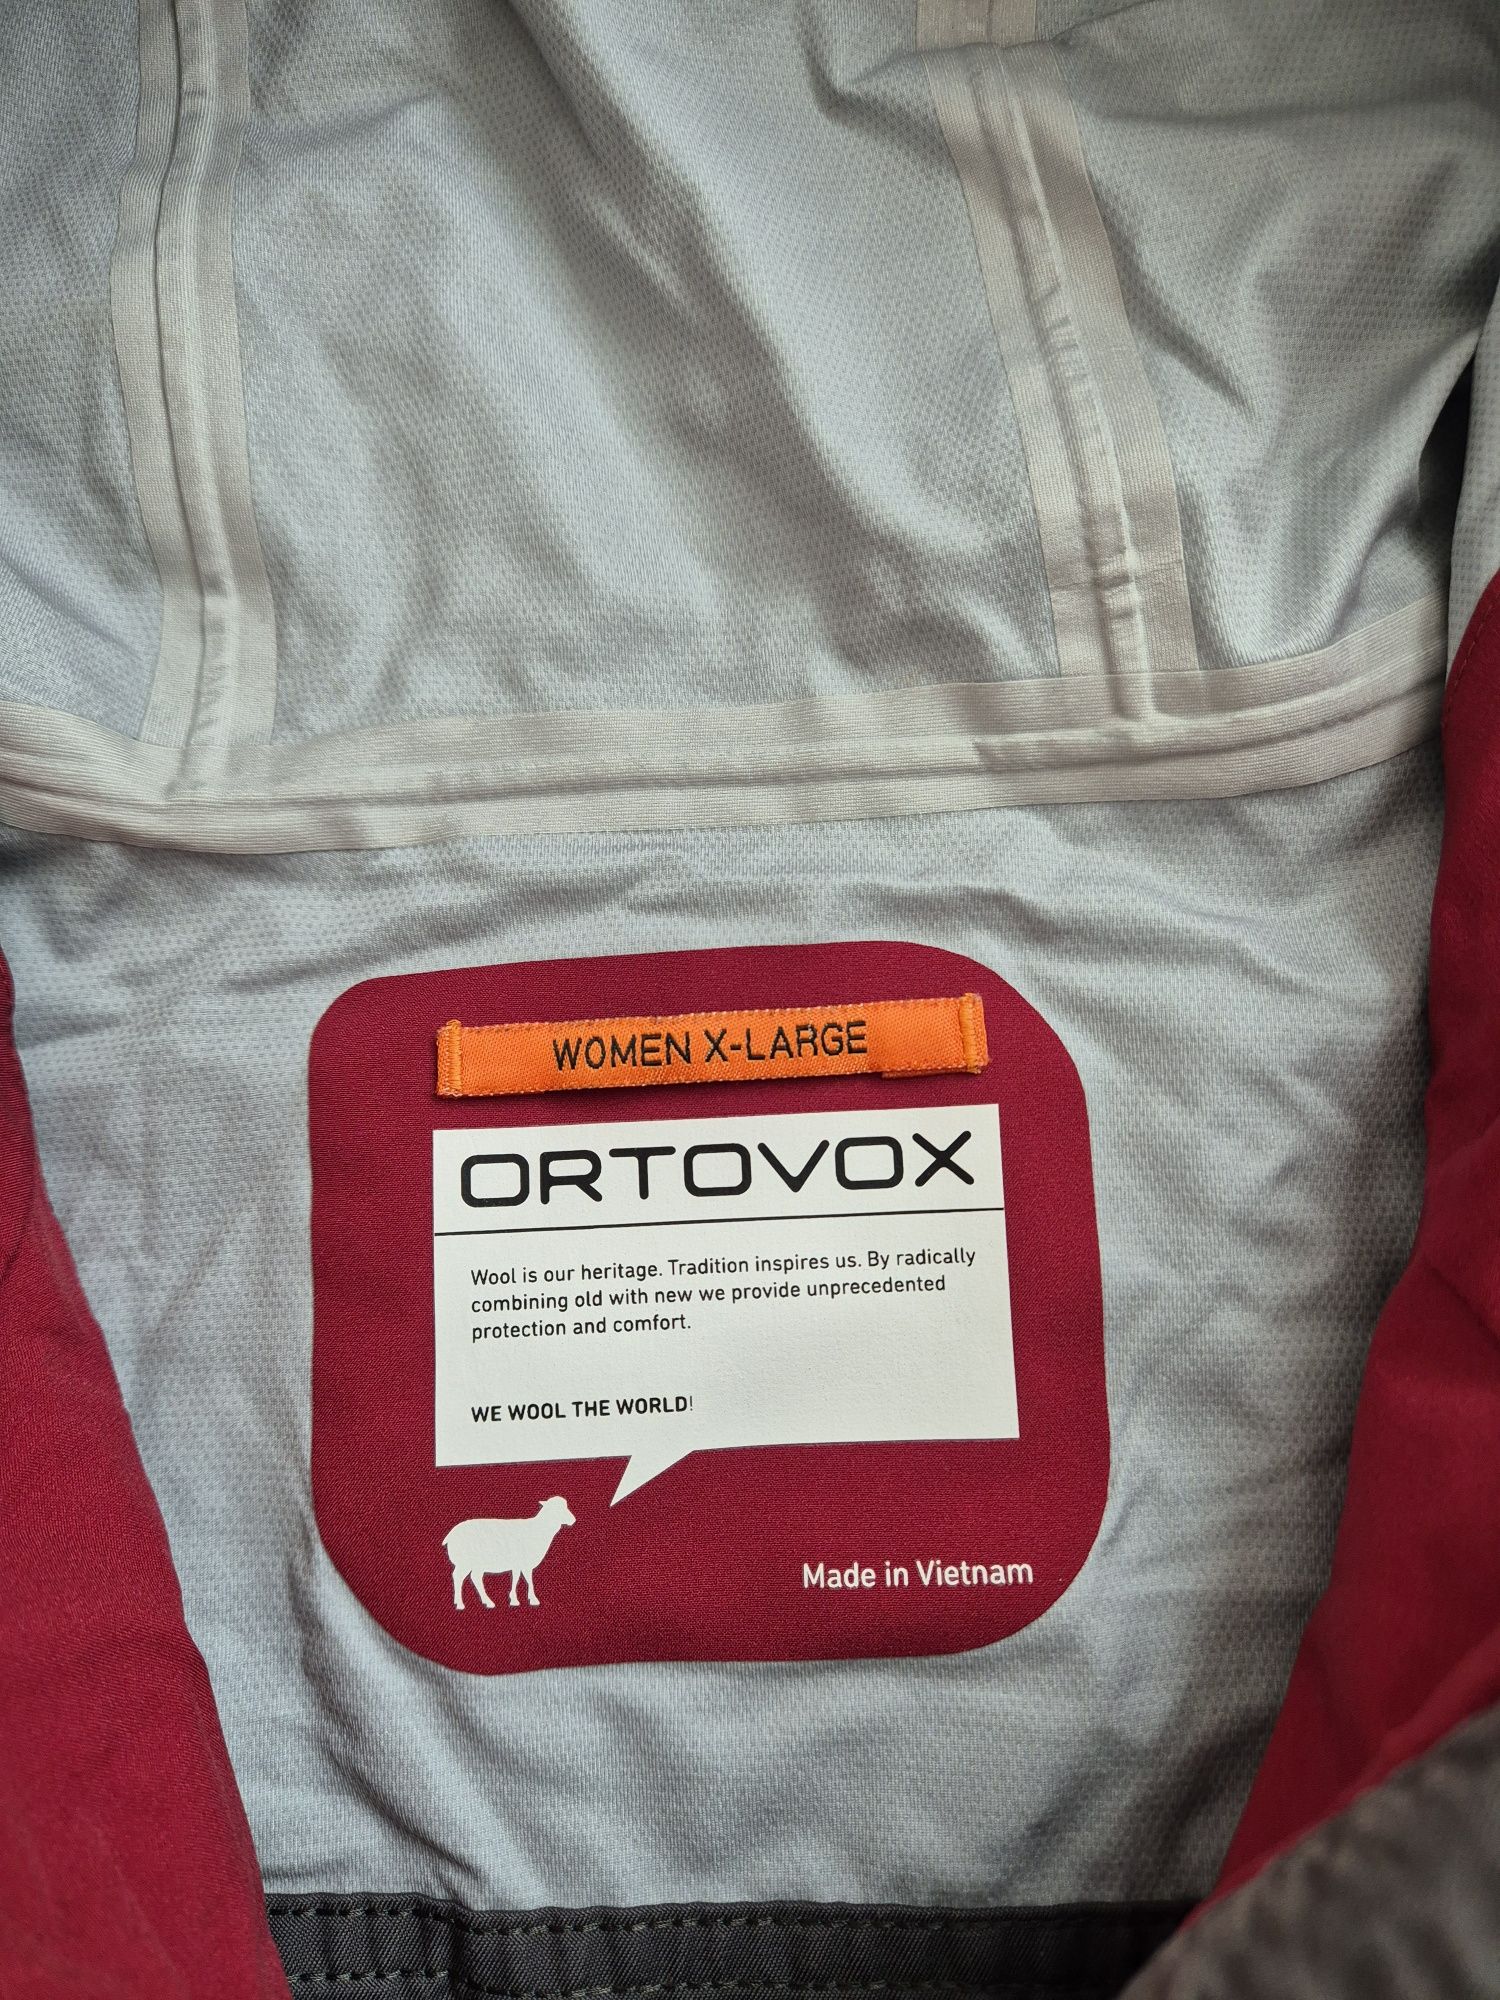 WOMEN X-LARGE
ORTOVOX
Wool is our heritage. Tradition inspires us. By radically
combining old with new we provide unprecedented
protection and comfort.
WE WOOL THE WORLD!
Made in Vietnam